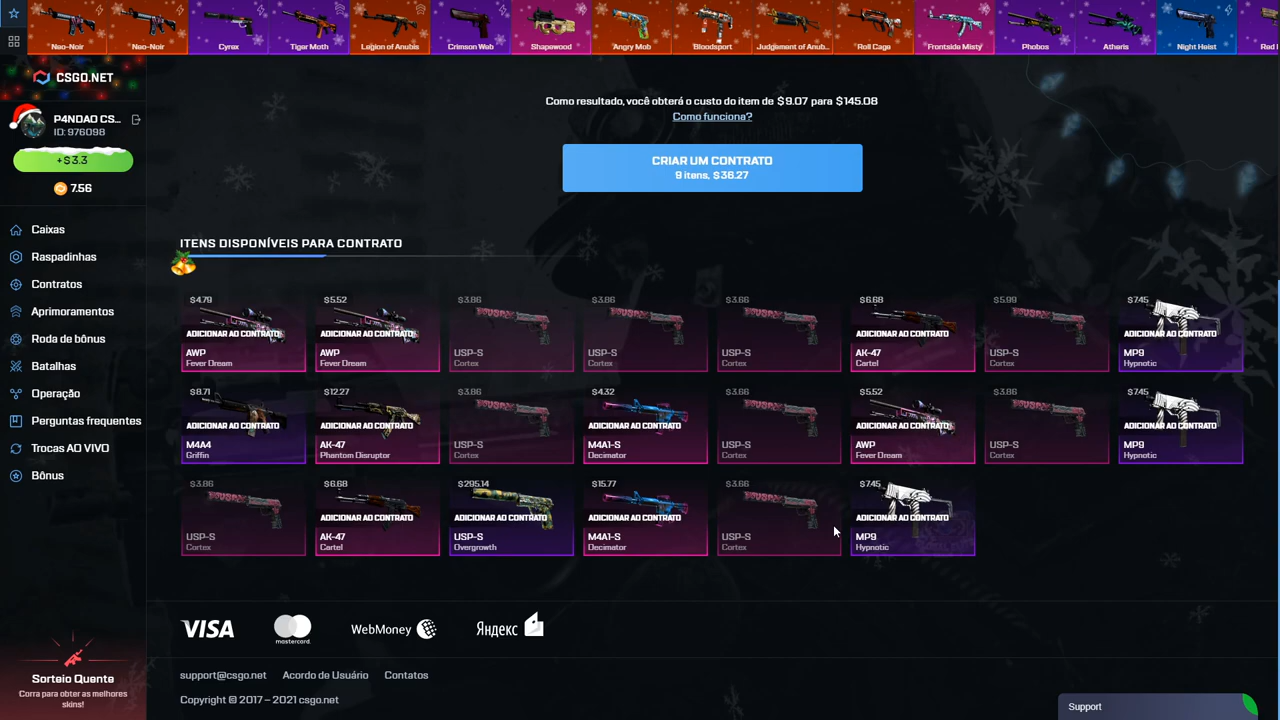 Neo-Noir
Neo-Noir
Cyrex
Tiger Moth
Legion of Anubis
Crimson Web
Shapewood
Angry Mob
Bloodsport
Judgement of Anub...
Roll Cage
Frontside Misty
Phobos
Atheris
Night Heist
Red
CSGO.NET
P4NDAO CS...
ID: 976098
+$3.3
7.56
Caixas
Raspadinhas
Contratos
Aprimoramentos
Roda de bônus
Batalhas
Operação
Perguntas frequentes
Trocas AO VIVO
Bônus
Sorteio Quente
Corra para obter as melhores
skins!
Como resultado, você obterá o custo do item de $9.07 para $145.08
Como funciona?
CRIAR UM CONTRATO
9 itens, $36.27
ITENS DISPONÍVEIS PARA CONTRATO
$4.79
ADICIONAR AO CONTRATO
AWP
Fever Dream
$5.52
ADICIONAR AO CONTRATO
AWP
Fever Dream
$3.86
USP-S
Cortex
$3.86
USP-S
Cortex
$3.66
USP-S
Cortex
$6.68
ADICIONAR AO CONTRATO
AK-47
Cartel
$5.99
USP-S
Cortex
$7.45
ADICIONAR AO CONTRATO
MP9
Hypnotic
$8.71
ADICIONAR AO CONTRATO
M4A4
Griffin
$12.27
ADICIONAR AO CONTRATO
AK-47
Phantom Disruptor
$3.86
USP-S
Cortex
$4.32
ADICIONAR AO CONTRATO
M4A1-S
Decimator
$3.66
USP-S
Cortex
$5.52
ADICIONAR AO CONTRATO
AWP
Fever Dream
$3.86
USP-S
Cortex
$7.45
ADICIONAR AO CONTRATO
MP9
Hypnotic
$3.86
USP-S
Cortex
$6.68
ADICIONAR AO CONTRATO
AK-47
Cartel
$295.14
ADICIONAR AO CONTRATO
USP-S
Overgrowth
$15.77
ADICIONAR AO CONTRATO
M4A1-S
Decimator
$3.66
USP-S
Cortex
$7.45
ADICIONAR AO CONTRATO
MP9
Hypnotic
VISA
mastercard.
WebMoney
Яндекс
support@csgo.net
Acordo de Usuário
Contatos
Copyright © 2017 – 2021 csgo.net
Support